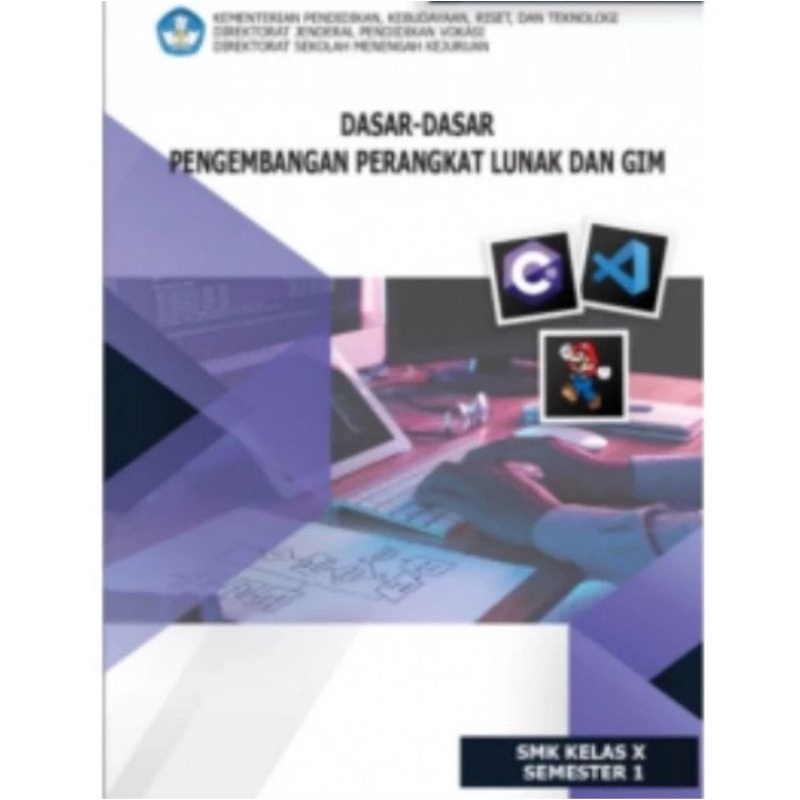 KEMENTERIAN PENDIDIKAN, KEBUDAYAAN, RISET, DAN TEKNOLOGI
DIREKTORAT JENDERAL PENDIDIKAN VOKASI
DIREKTORAT SEKOLAH MENENGAH KEJURUAN
DASAR-DASAR
PENGEMBANGAN PERANGKAT LUNAK DAN GIM
C#
SMK KELAS X
SEMESTER 1